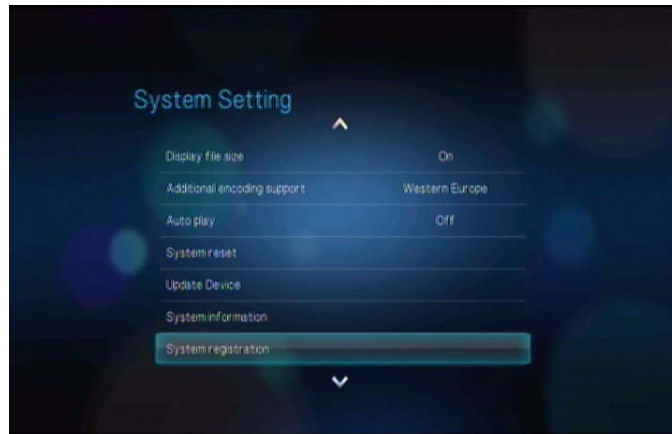 System Setting
Display file size On
Additional encoding support Western Europe
Auto play Off
System reset
Update Device
System information
System registration